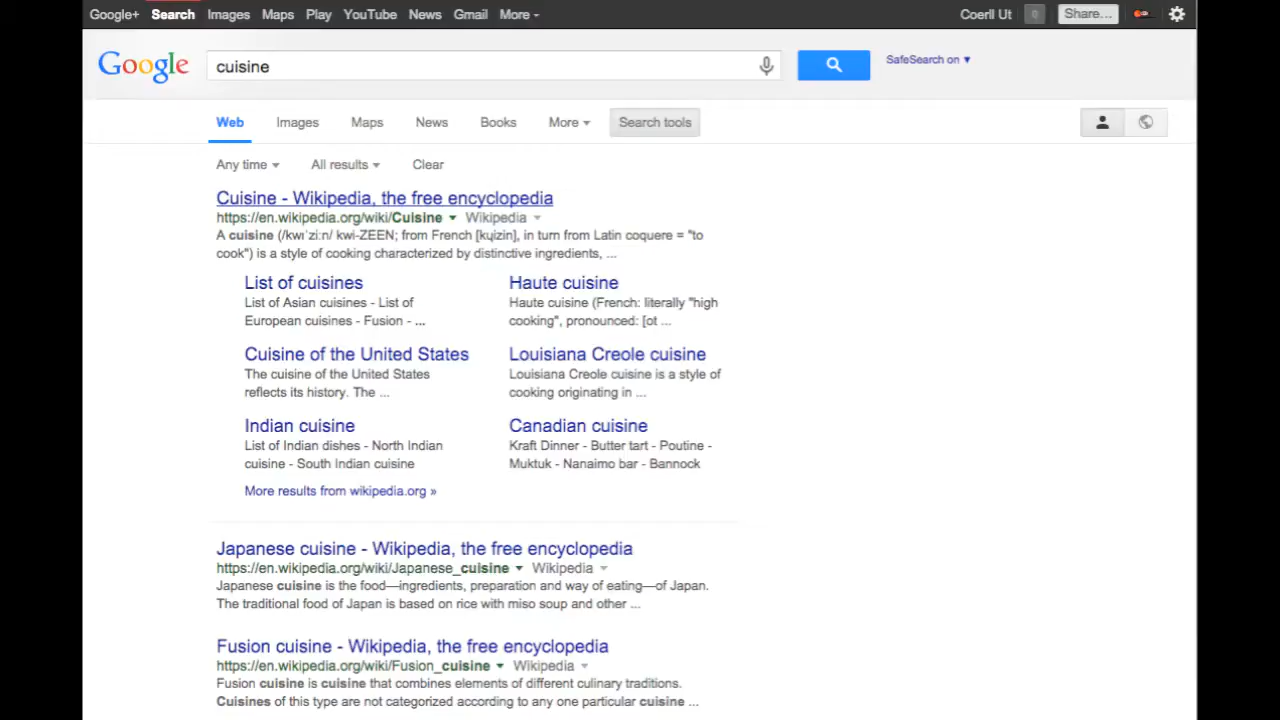 Google+ Search Images Maps Play YouTube News Gmail More
Coerll Ut 0 Share...
Google cuisine SafeSearch on
Web Images Maps News Books More Search tools
Any time All results Clear
Cuisine - Wikipedia, the free encyclopedia
https://en.wikipedia.org/wiki/Cuisine Wikipedia
A cuisine (/kwɪˈziːn/ kwi-ZEEN; from French [kɥizin], in turn from Latin coquere = "to
cook") is a style of cooking characterized by distinctive ingredients, ...
List of cuisines
List of Asian cuisines - List of
European cuisines - Fusion - ...
Haute cuisine
Haute cuisine (French: literally "high
cooking", pronounced: [ot ...
Cuisine of the United States
The cuisine of the United States
reflects its history. The ...
Louisiana Creole cuisine
Louisiana Creole cuisine is a style of
cooking originating in ...
Indian cuisine
List of Indian dishes - North Indian
cuisine - South Indian cuisine
Canadian cuisine
Kraft Dinner - Butter tart - Poutine -
Muktuk - Nanaimo bar - Bannock
More results from wikipedia.org »
Japanese cuisine - Wikipedia, the free encyclopedia
https://en.wikipedia.org/wiki/Japanese_cuisine Wikipedia
Japanese cuisine is the food—ingredients, preparation and way of eating—of Japan.
The traditional food of Japan is based on rice with miso soup and other ...
Fusion cuisine - Wikipedia, the free encyclopedia
https://en.wikipedia.org/wiki/Fusion_cuisine Wikipedia
Fusion cuisine is cuisine that combines elements of different culinary traditions.
Cuisines of this type are not categorized according to any one particular cuisine ...